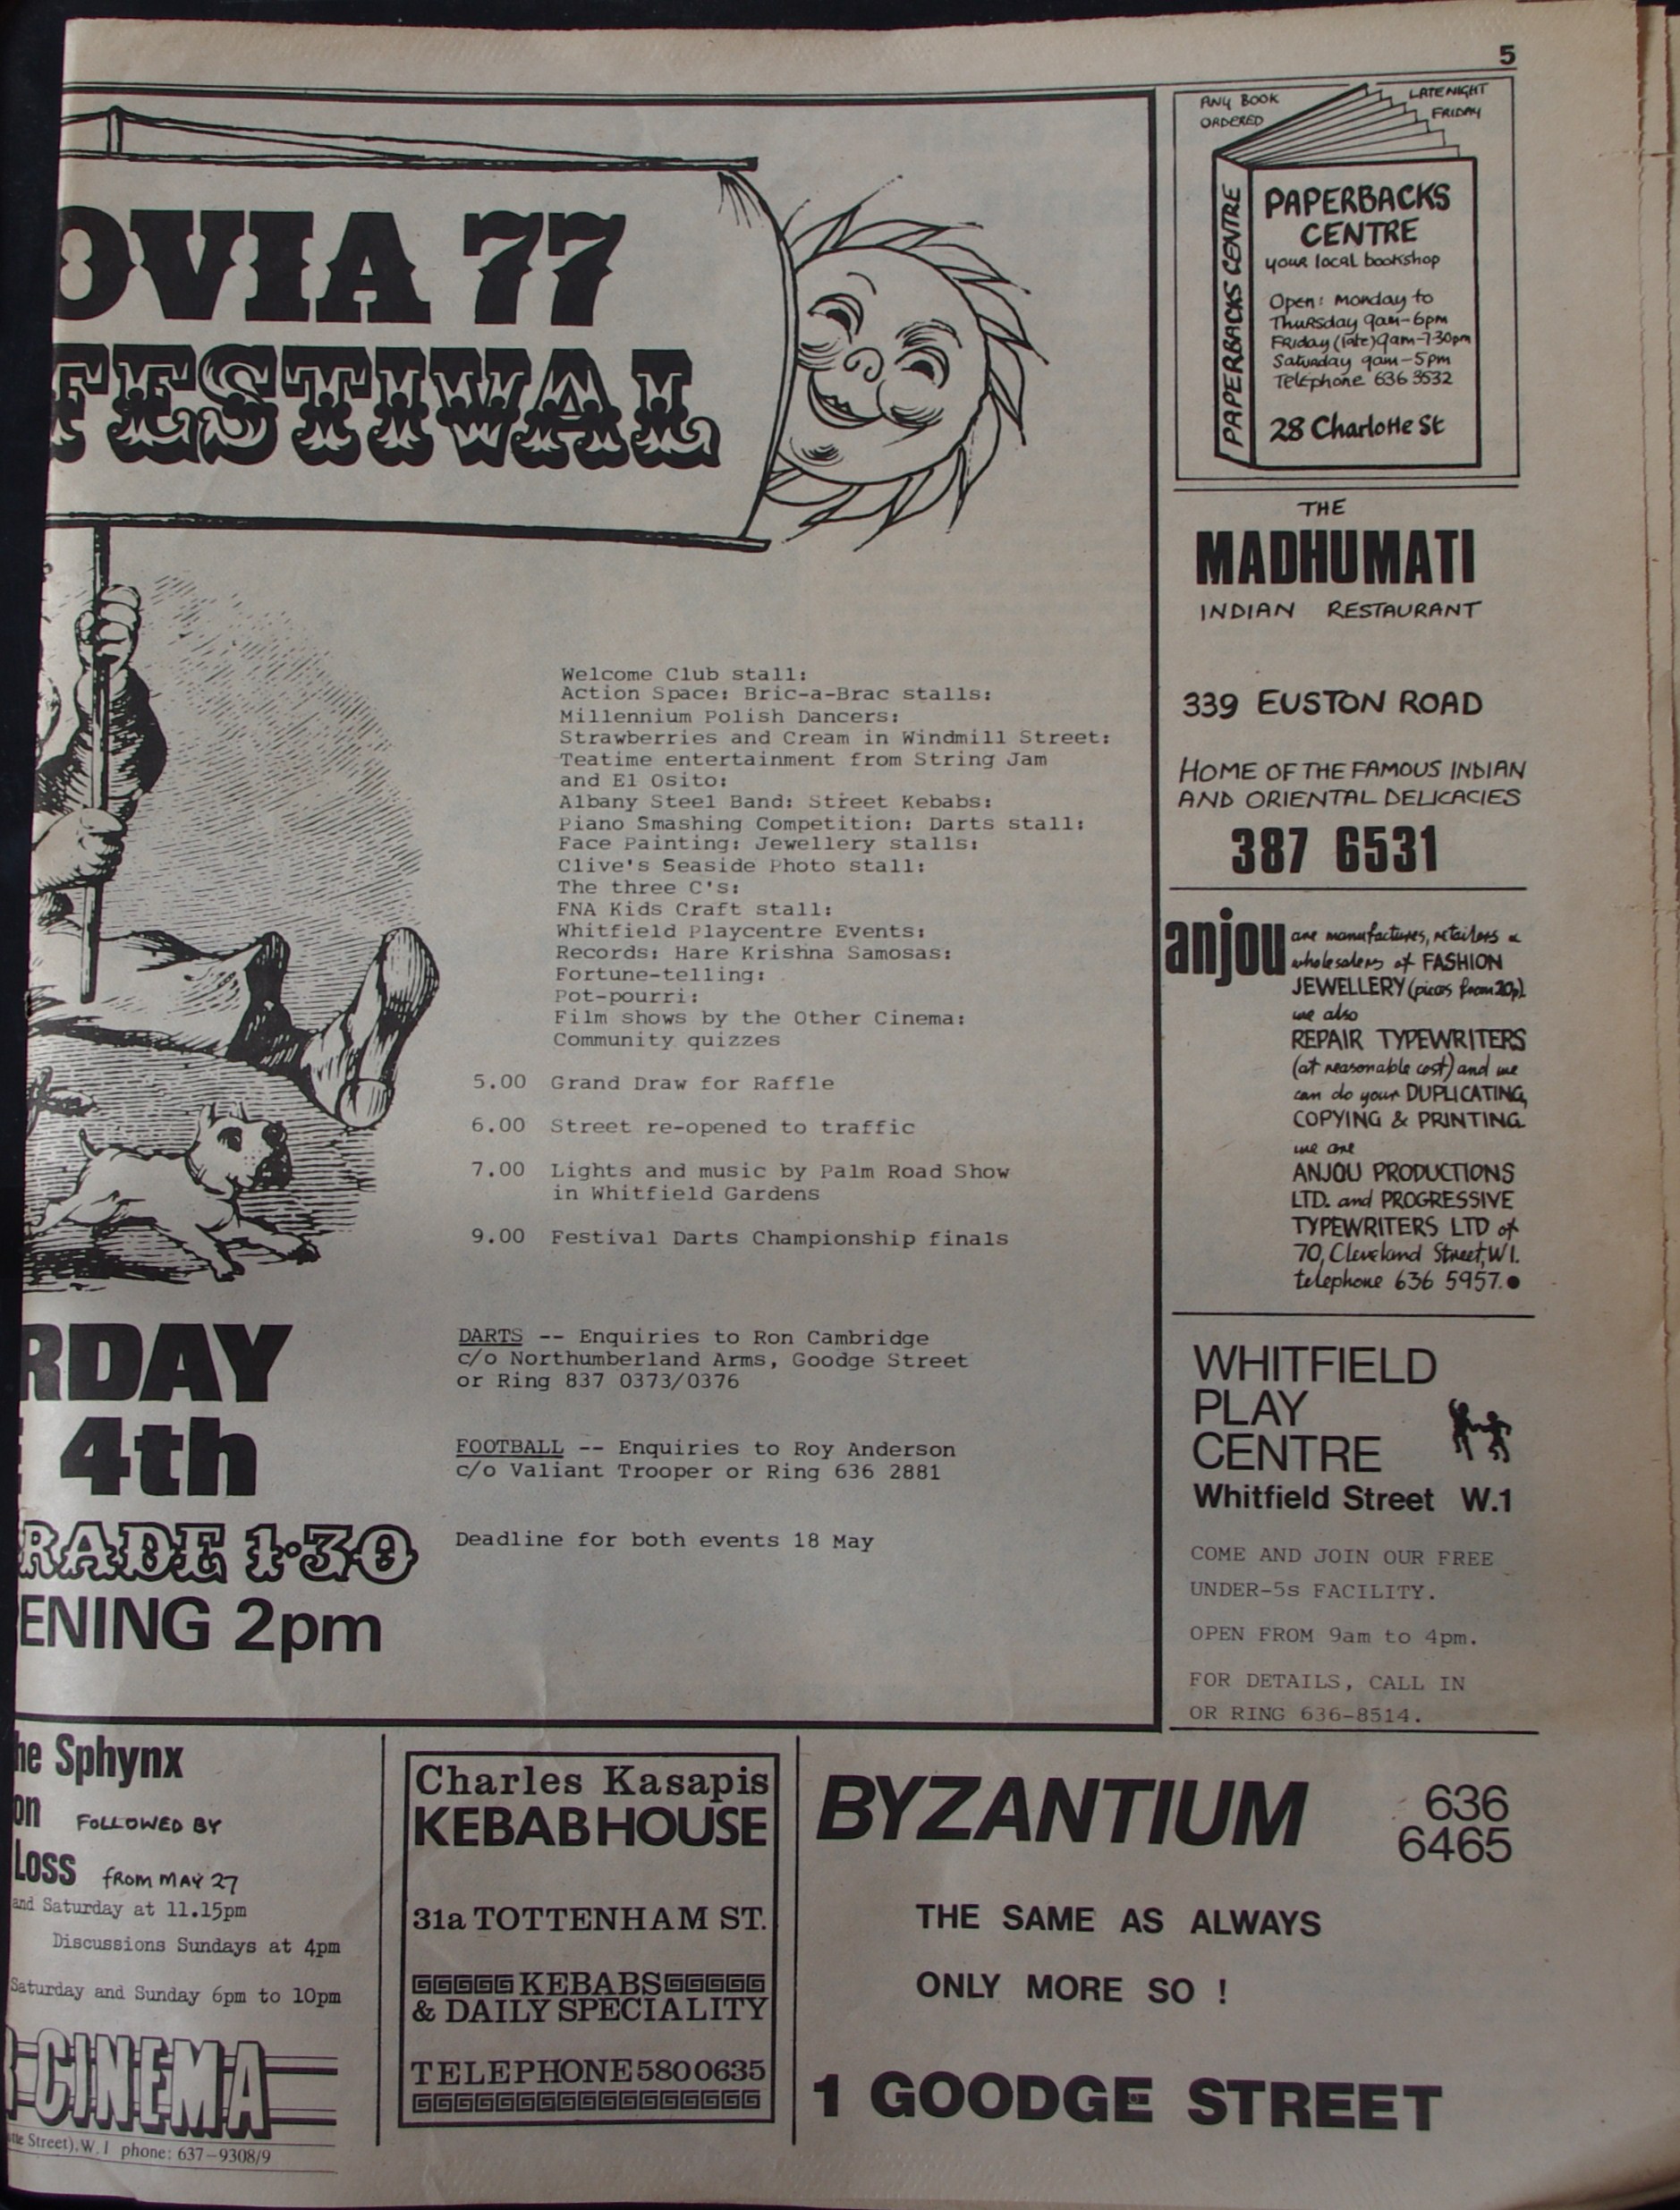 5
OVIA 77
FESTIVAL
Welcome Club stall:
Action Space: Bric-a-Brac stalls:
Millennium Polish Dancers:
Strawberries and Cream in Windmill Street:
Teatime entertainment from String Jam
and El Osito:
Albany Steel Band: Street Kebabs:
Piano Smashing Competition: Darts stall:
Face Painting: Jewellery stalls:
Clive's Seaside Photo stall:
The three C's:
FNA Kids Craft stall:
Whitfield Playcentre Events:
Records: Hare Krishna Samosas:
Fortune-telling:
Pot-pourri:
Film shows by the Other Cinema:
Community quizzes
5.00 Grand Draw for Raffle
6.00 Street re-opened to traffic
7.00 Lights and music by Palm Road Show
in Whitfield Gardens
9.00 Festival Darts Championship finals
RDAY
4th
RADE 1·30
ENING 2pm
DARTS -- Enquiries to Ron Cambridge
c/o Northumberland Arms, Goodge Street
or Ring 837 0373/0376
FOOTBALL -- Enquiries to Roy Anderson
c/o Valiant Trooper or Ring 636 2881
Deadline for both events 18 May
ANY BOOK
ORDERED
LATE NIGHT
FRIDAY
PAPERBACKS CENTRE
PAPERBACKS
CENTRE
your local bookshop
Open: Monday to
Thursday 9am-6pm
Friday (late) 9am-7·30pm
Saturday 9am-5pm
Telephone 636 3532
28 Charlotte St
THE
MADHUMATI
INDIAN RESTAURANT
339 EUSTON ROAD
HOME OF THE FAMOUS INDIAN
AND ORIENTAL DELICACIES
387 6531
anjou are manufactures, retailers &
wholesalers of FASHION
JEWELLERY (prices from 20p).
we also
REPAIR TYPEWRITERS
(at reasonable cost) and we
can do your DUPLICATING,
COPYING & PRINTING.
we are
ANJOU PRODUCTIONS
LTD. and PROGRESSIVE
TYPEWRITERS LTD of
70, Cleveland Street, W1.
telephone 636 5957.
WHITFIELD
PLAY
CENTRE
Whitfield Street W.1
COME AND JOIN OUR FREE
UNDER-5s FACILITY.
OPEN FROM 9am to 4pm.
FOR DETAILS, CALL IN
OR RING 636-8514.
he Sphynx
on FOLLOWED BY
Loss from MAY 27
and Saturday at 11.15pm
Discussions Sundays at 4pm
Saturday and Sunday 6pm to 10pm
CINEMA
Street), W.1 phone: 637-9308/9
Charles Kasapis
KEBAB HOUSE
31a TOTTENHAM ST.
KEBABS
& DAILY SPECIALITY
TELEPHONE 580 0635
BYZANTIUM
636
6465
THE SAME AS ALWAYS
ONLY MORE SO !
1 GOODGE STREET